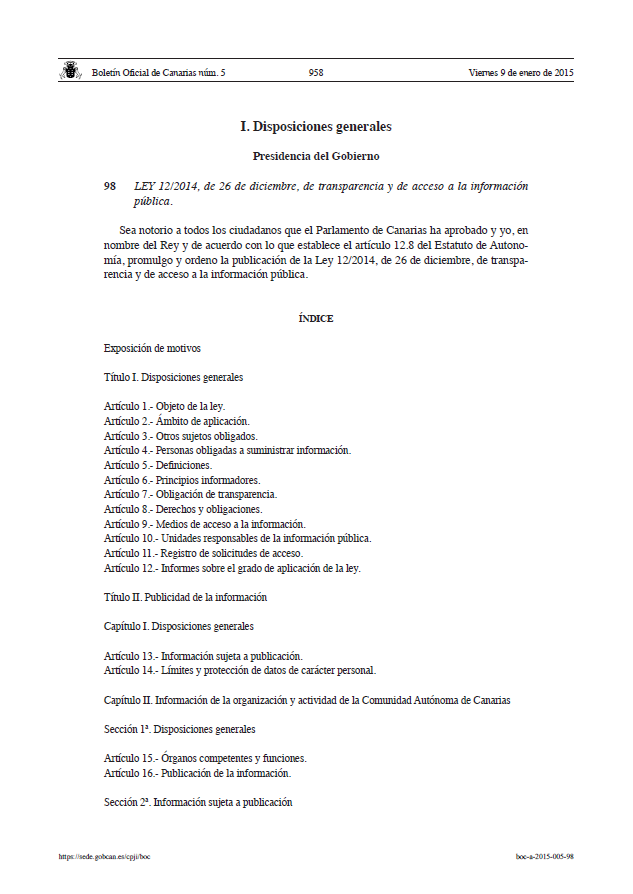 Boletín Oficial de Canarias núm. 5 958 Viernes 9 de enero de 2015
I. Disposiciones generales
Presidencia del Gobierno
98 LEY 12/2014, de 26 de diciembre, de transparencia y de acceso a la información
pública.
Sea notorio a todos los ciudadanos que el Parlamento de Canarias ha aprobado y yo, en
nombre del Rey y de acuerdo con lo que establece el artículo 12.8 del Estatuto de Autono-
mía, promulgo y ordeno la publicación de la Ley 12/2014, de 26 de diciembre, de transpa-
rencia y de acceso a la información pública.
ÍNDICE
Exposición de motivos
Título I. Disposiciones generales
Artículo 1.- Objeto de la ley.
Artículo 2.- Ámbito de aplicación.
Artículo 3.- Otros sujetos obligados.
Artículo 4.- Personas obligadas a suministrar información.
Artículo 5.- Definiciones.
Artículo 6.- Principios informadores.
Artículo 7.- Obligación de transparencia.
Artículo 8.- Derechos y obligaciones.
Artículo 9.- Medios de acceso a la información.
Artículo 10.- Unidades responsables de la información pública.
Artículo 11.- Registro de solicitudes de acceso.
Artículo 12.- Informes sobre el grado de aplicación de la ley.
Título II. Publicidad de la información
Capítulo I. Disposiciones generales
Artículo 13.- Información sujeta a publicación.
Artículo 14.- Límites y protección de datos de carácter personal.
Capítulo II. Información de la organización y actividad de la Comunidad Autónoma de Canarias
Sección 1ª. Disposiciones generales
Artículo 15.- Órganos competentes y funciones.
Artículo 16.- Publicación de la información.
Sección 2ª. Información sujeta a publicación
https://sede.gobcan.es/cpji/boc boc-a-2015-005-98